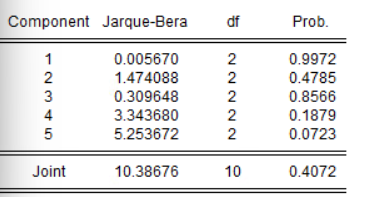 Component Jarque-Bera df Prob.
1 0.005670 2 0.9972
2 1.474088 2 0.4785
3 0.309648 2 0.8566
4 3.343680 2 0.1879
5 5.253672 2 0.0723
Joint 10.38676 10 0.4072